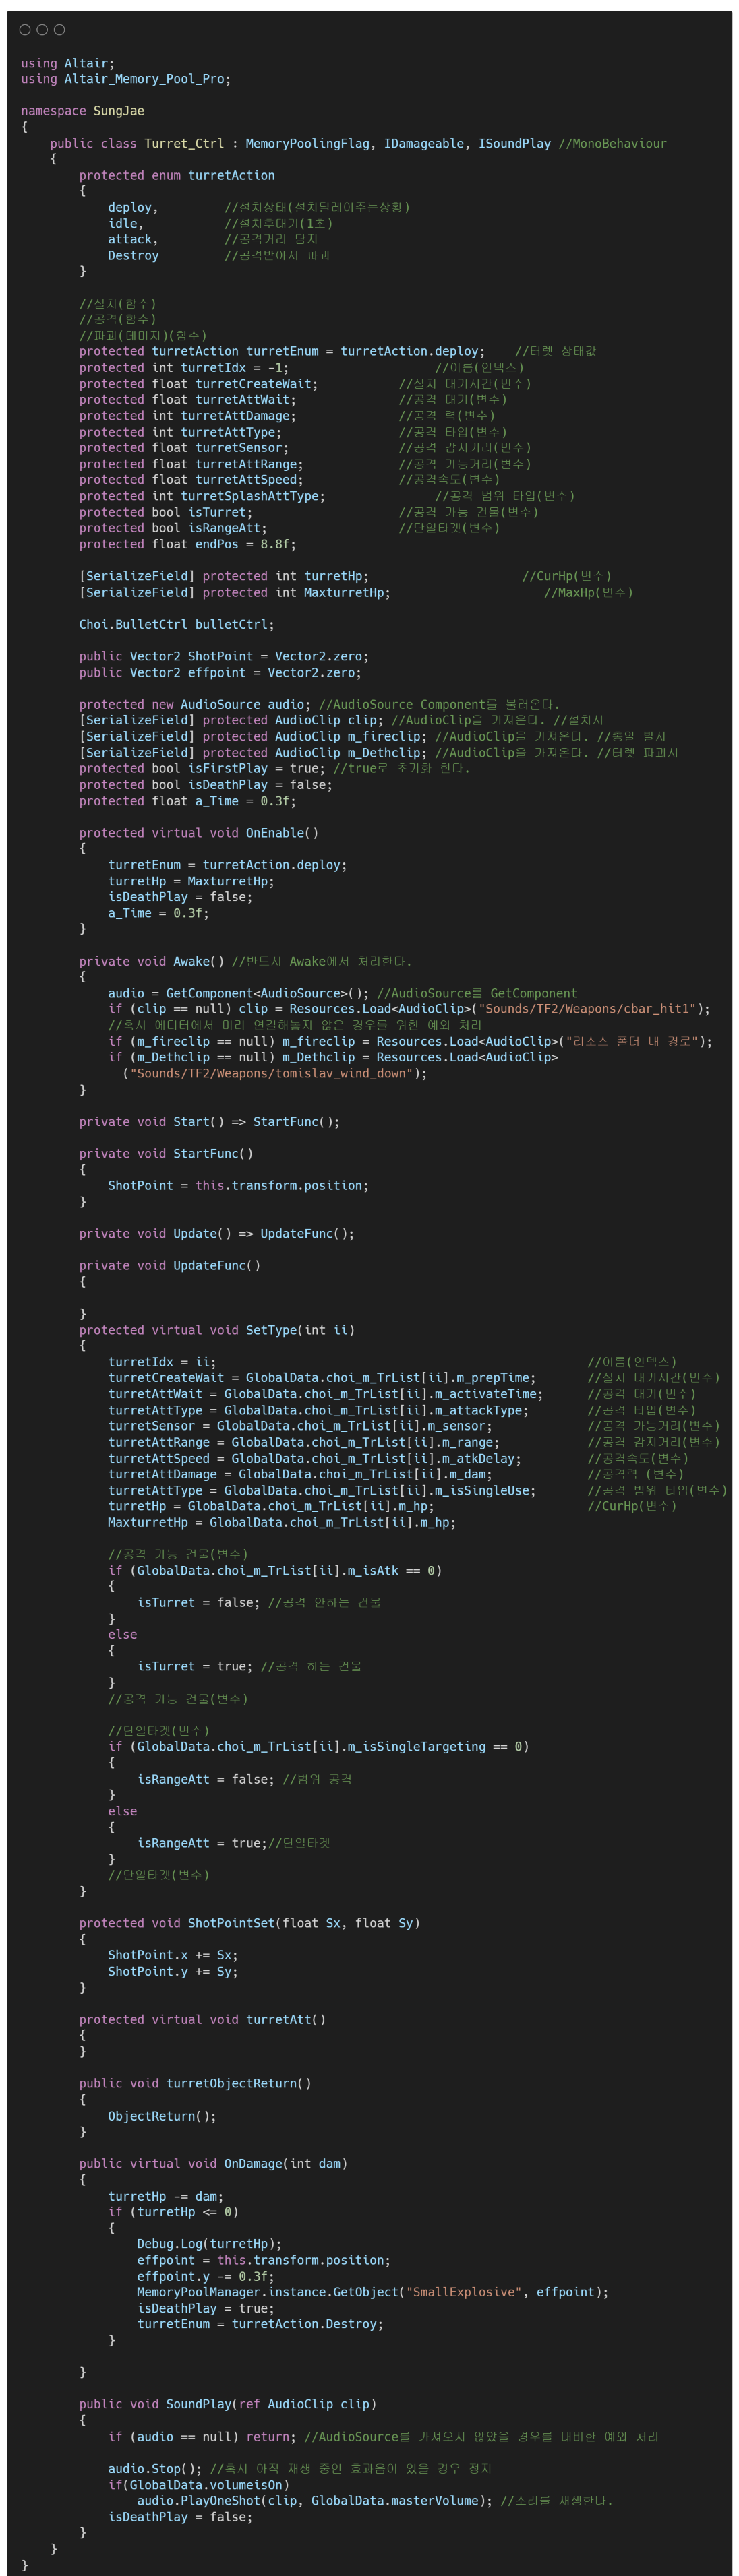 using Altair;
using Altair_Memory_Pool_Pro;

namespace SungJae
{
    public class Turret_Ctrl : MemoryPoolingFlag, IDamageable, ISoundPlay //MonoBehaviour
    {
        protected enum turretAction
        {
            deploy,         //설치상태(설치딜레이주는상황)
            idle,           //설치후대기(1초)
            attack,         //공격거리 탐지
            Destroy         //공격받아서 파괴
        }

        //설치(함수)
        //공격(함수)
        //파괴(데미지)(함수)
        protected turretAction turretEnum = turretAction.deploy;    //터렛 상태값
        protected int turretIdx = -1;                    //이름(인덱스)
        protected float turretCreateWait;           //설치 대기시간(변수)
        protected float turretAttWait;              //공격 대기(변수)
        protected int turretAttDamage;              //공격 력(변수)
        protected int turretAttType;                //공격 타입(변수)
        protected float turretSensor;               //공격 감지거리(변수)
        protected float turretAttRange;             //공격 가능거리(변수)
        protected float turretAttSpeed;             //공격속도(변수)
        protected int turretSplashAttType;               //공격 범위 타입(변수)
        protected bool isTurret;                    //공격 가능 건물(변수)
        protected bool isRangeAtt;                  //단일타겟(변수)
        protected float endPos = 8.8f;

        [SerializeField] protected int turretHp;                     //CurHp(변수)
        [SerializeField] protected int MaxturretHp;                     //MaxHp(변수)

        Choi.BulletCtrl bulletCtrl;

        public Vector2 ShotPoint = Vector2.zero;
        public Vector2 effpoint = Vector2.zero;

        protected new AudioSource audio; //AudioSource Component를 불러온다.
        [SerializeField] protected AudioClip clip; //AudioClip을 가져온다. //설치시
        [SerializeField] protected AudioClip m_fireclip; //AudioClip을 가져온다. //총알 발사
        [SerializeField] protected AudioClip m_Dethclip; //AudioClip을 가져온다. //터렛 파괴시
        protected bool isFirstPlay = true; //true로 초기화 한다.
        protected bool isDeathPlay = false;
        protected float a_Time = 0.3f;

        protected virtual void OnEnable()
        {
            turretEnum = turretAction.deploy;
            turretHp = MaxturretHp;
            isDeathPlay = false;
            a_Time = 0.3f;
        }

        private void Awake() //반드시 Awake에서 처리한다.
        {
            audio = GetComponent<AudioSource>(); //AudioSource를 GetComponent
            if (clip == null) clip = Resources.Load<AudioClip>("Sounds/TF2/Weapons/cbar_hit1");
            //혹시 에디터에서 미리 연결해놓지 않은 경우를 위한 예외 처리
            if (m_fireclip == null) m_fireclip = Resources.Load<AudioClip>("리소스 폴더 내 경로");
            if (m_Dethclip == null) m_Dethclip = Resources.Load<AudioClip>
              ("Sounds/TF2/Weapons/tomislav_wind_down");
        }

        private void Start() => StartFunc();

        private void StartFunc()
        {
            ShotPoint = this.transform.position;
        }

        private void Update() => UpdateFunc();

        private void UpdateFunc()
        {

        }
        protected virtual void SetType(int ii)
        {
            turretIdx = ii;                                                   //이름(인덱스)
            turretCreateWait = GlobalData.choi_m_TrList[ii].m_prepTime;       //설치 대기시간(변수)
            turretAttWait = GlobalData.choi_m_TrList[ii].m_activateTime;      //공격 대기(변수)
            turretAttType = GlobalData.choi_m_TrList[ii].m_attackType;        //공격 타입(변수)
            turretSensor = GlobalData.choi_m_TrList[ii].m_sensor;             //공격 가능거리(변수)
            turretAttRange = GlobalData.choi_m_TrList[ii].m_range;            //공격 감지거리(변수)
            turretAttSpeed = GlobalData.choi_m_TrList[ii].m_atkDelay;         //공격속도(변수)
            turretAttDamage = GlobalData.choi_m_TrList[ii].m_dam;             //공격력 (변수)
            turretAttType = GlobalData.choi_m_TrList[ii].m_isSingleUse;       //공격 범위 타입(변수)
            turretHp = GlobalData.choi_m_TrList[ii].m_hp;                     //CurHp(변수)
            MaxturretHp = GlobalData.choi_m_TrList[ii].m_hp;

            //공격 가능 건물(변수)
            if (GlobalData.choi_m_TrList[ii].m_isAtk == 0)
            {
                isTurret = false; //공격 안하는 건물
            }
            else
            {
                isTurret = true; //공격 하는 건물
            }
            //공격 가능 건물(변수)

            //단일타겟(변수)
            if (GlobalData.choi_m_TrList[ii].m_isSingleTargeting == 0)
            {
                isRangeAtt = false; //범위 공격
            }
            else
            {
                isRangeAtt = true;//단일타겟
            }
            //단일타겟(변수)
        }

        protected void ShotPointSet(float Sx, float Sy)
        {
            ShotPoint.x += Sx;
            ShotPoint.y += Sy;
        }

        protected virtual void turretAtt()
        {
        }

        public void turretObjectReturn()
        {
            ObjectReturn();
        }

        public virtual void OnDamage(int dam)
        {
            turretHp -= dam;
            if (turretHp <= 0)
            {
                Debug.Log(turretHp);
                effpoint = this.transform.position;
                effpoint.y -= 0.3f;
                MemoryPoolManager.instance.GetObject("SmallExplosive", effpoint);
                isDeathPlay = true;
                turretEnum = turretAction.Destroy;
            }

        }

        public void SoundPlay(ref AudioClip clip)
        {
            if (audio == null) return; //AudioSource를 가져오지 않았을 경우를 대비한 예외 처리

            audio.Stop(); //혹시 아직 재생 중인 효과음이 있을 경우 정지
            if(GlobalData.volumeisOn)
                audio.PlayOneShot(clip, GlobalData.masterVolume); //소리를 재생한다.
            isDeathPlay = false;
        }
    }
}